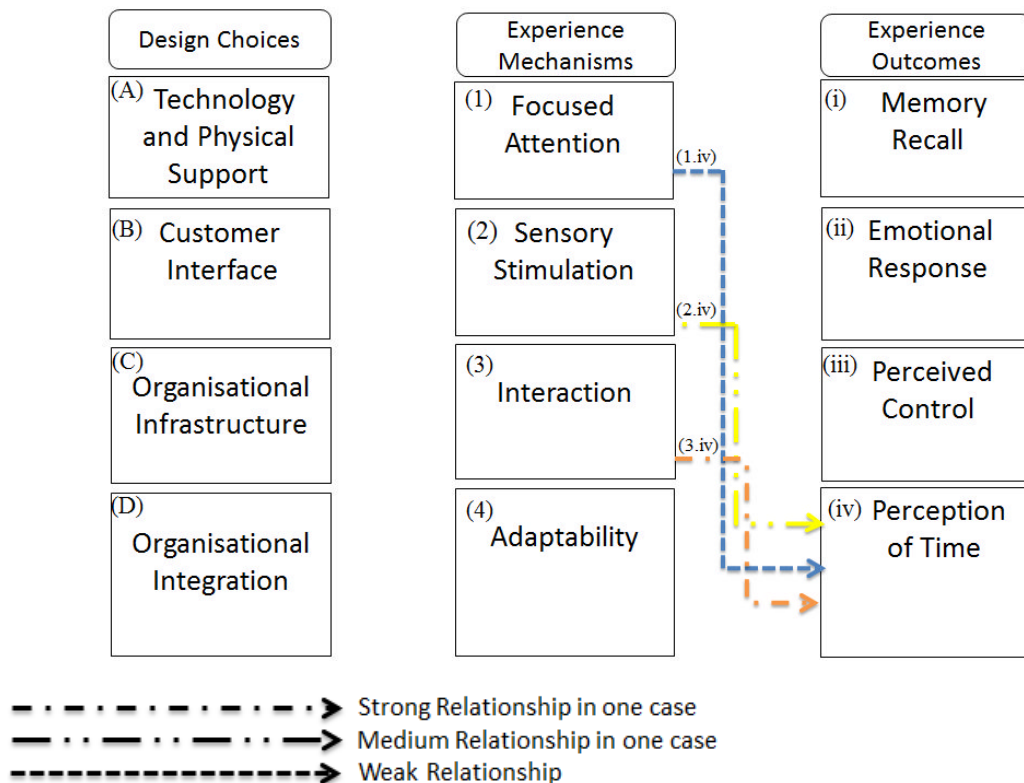 Design Choices
(A) Technology
and Physical
Support
(B) Customer
Interface
(C)
Organisational
Infrastructure
(D)
Organisational
Integration
Experience
Mechanisms
(1) Focused
Attention
(2) Sensory
Stimulation
(3)
Interaction
(4)
Adaptability
(1.iv)
(2.iv)
(3.iv)
Experience
Outcomes
(i) Memory
Recall
(ii) Emotional
Response
(iii) Perceived
Control
(iv) Perception
of Time
Strong Relationship in one case
Medium Relationship in one case
Weak Relationship